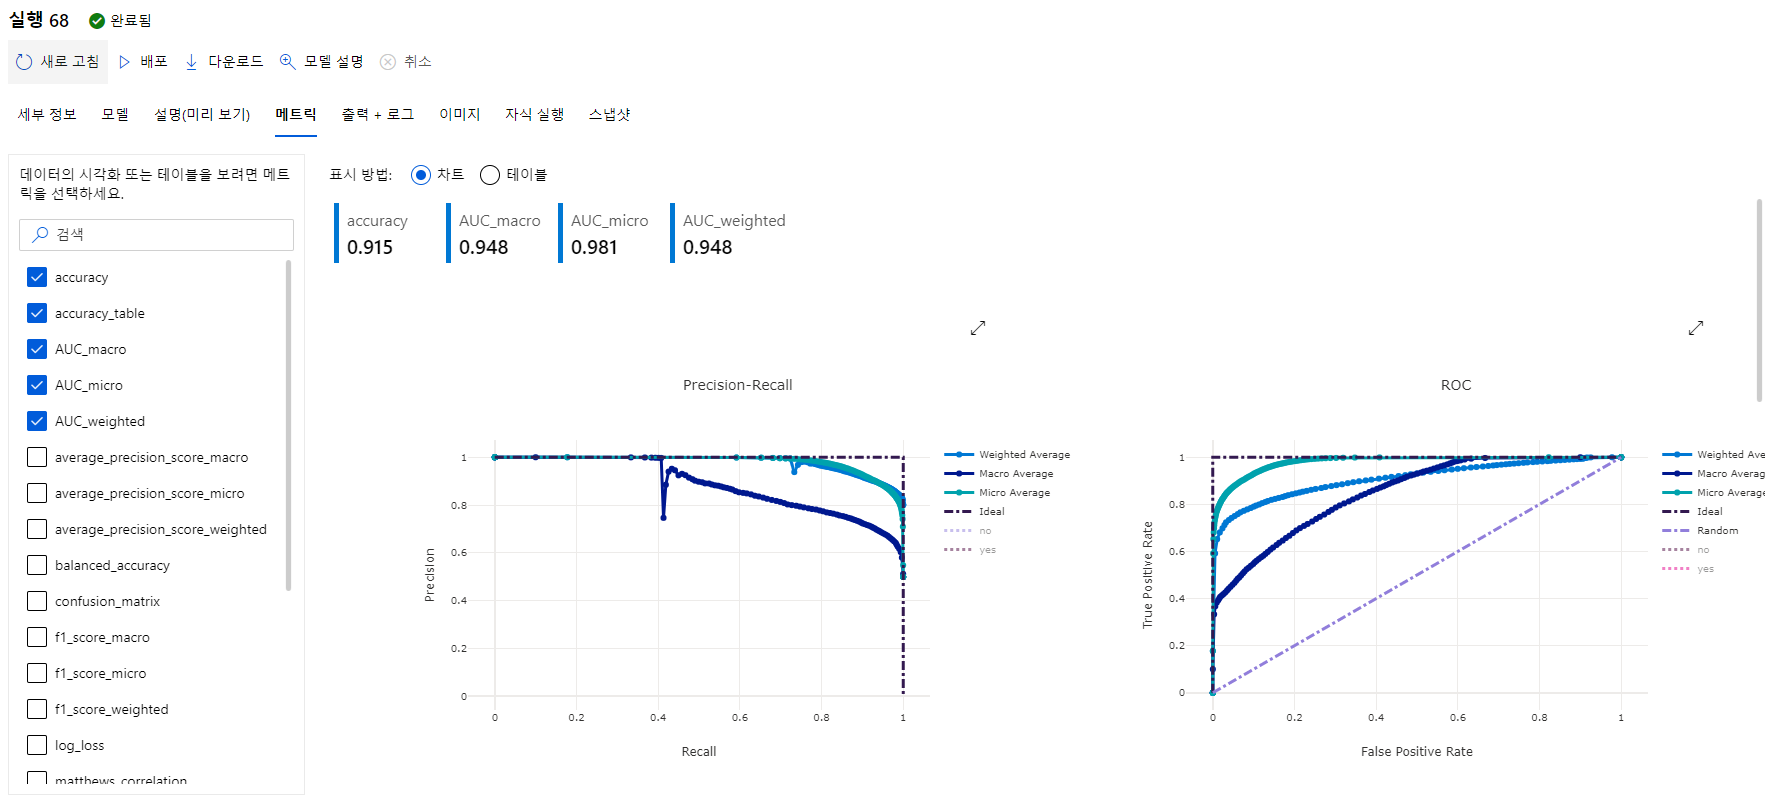 실행 68 완료됨
새로 고침 배포 다운로드 모델 설명 취소
세부 정보 모델 설명(미리 보기) 메트릭 출력 + 로그 이미지 자식 실행 스냅샷
데이터의 시각화 또는 테이블을 보려면 메트
릭을 선택하세요.
검색
accuracy
accuracy_table
AUC_macro
AUC_micro
AUC_weighted
average_precision_score_macro
average_precision_score_micro
average_precision_score_weighted
balanced_accuracy
confusion_matrix
f1_score_macro
f1_score_micro
f1_score_weighted
log_loss
matthews_correlation
표시 방법: 차트 테이블
accuracy AUC_macro AUC_micro AUC_weighted
0.915 0.948 0.981 0.948
Precision-Recall
Precision
1
0.8
0.6
0.4
0.2
0
0 0.2 0.4 0.6 0.8 1
Recall
Weighted Average
Macro Average
Micro Average
Ideal
no
yes
ROC
True Positive Rate
1
0.8
0.6
0.4
0.2
0
0 0.2 0.4 0.6 0.8 1
False Positive Rate
Weighted Ave
Macro Averag
Micro Average
Ideal
Random
no
yes